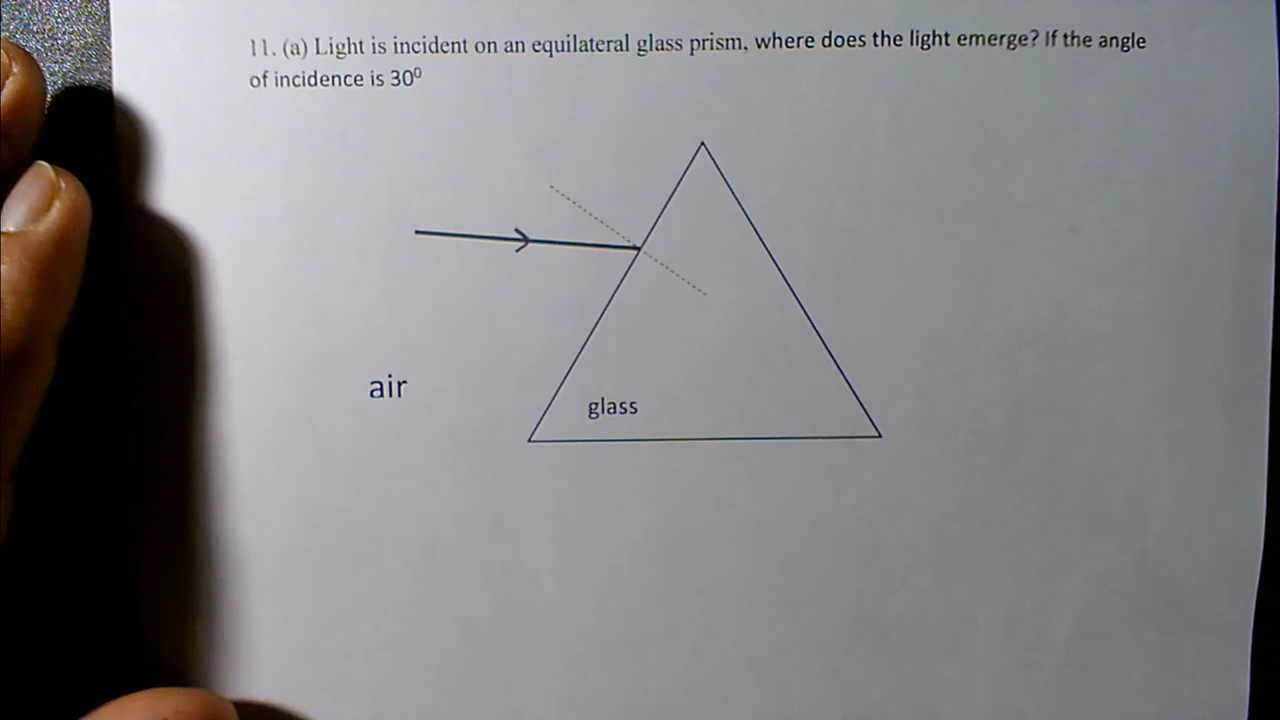 11. (a) Light is incident on an equilateral glass prism, where does the light emerge? If the angle
of incidence is 30⁰
air
glass